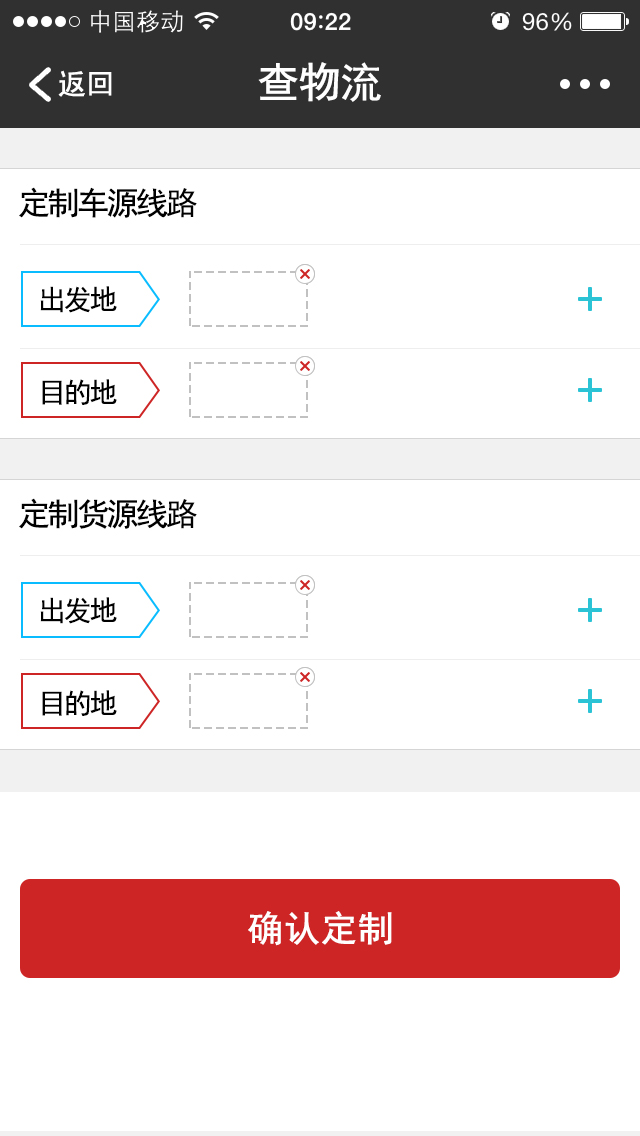 中国移动 09:22 96%
返回 查物流
定制车源线路
出发地
目的地
定制货源线路
出发地
目的地
确认定制